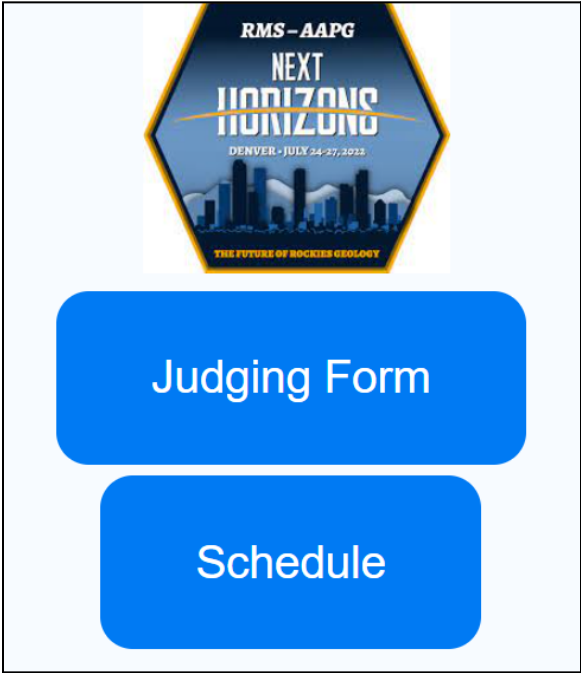 RMS – AAPG
NEXT
HORIZONS
DENVER • JULY 24-27, 2022
THE FUTURE OF ROCKIES GEOLOGY
Judging Form
Schedule